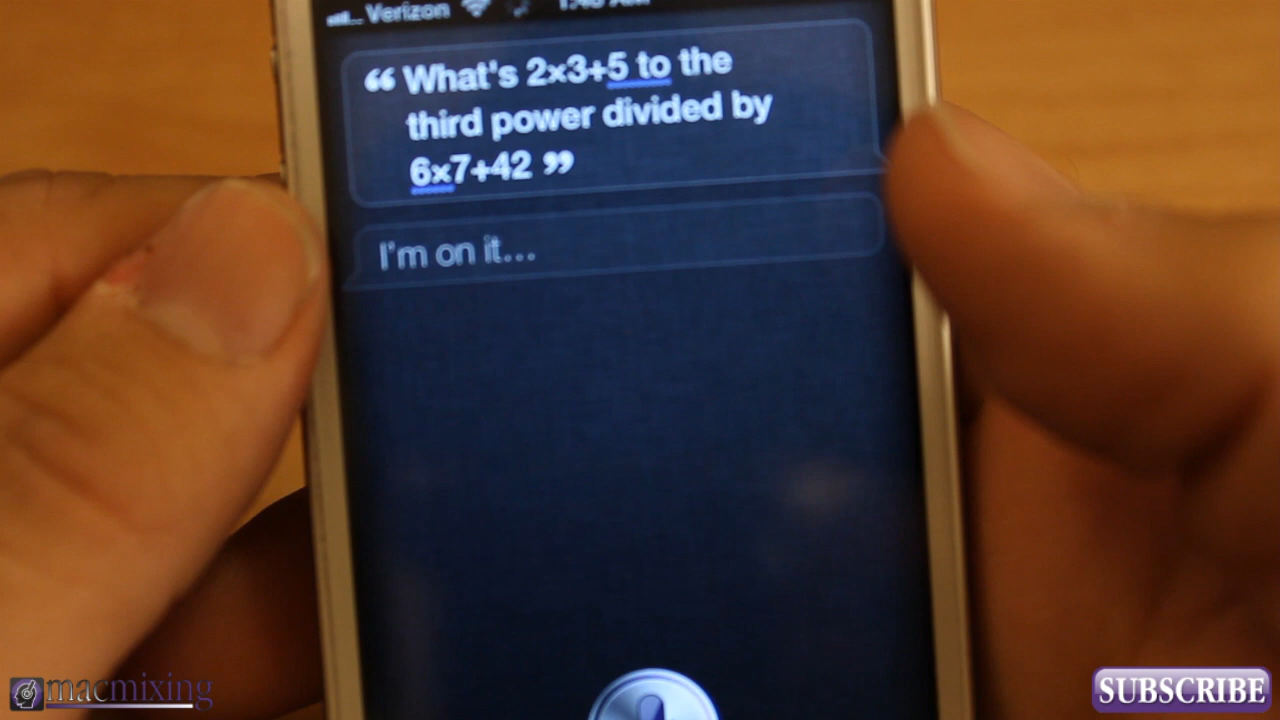 Verizon
“ What's 2×3+5 to the
third power divided by
6×7+42 ”
I'm on it...
macmixing
SUBSCRIBE